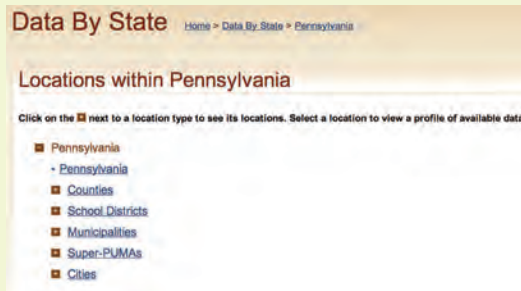 Data By State Home > Data By State > Pennsylvania
Locations within Pennsylvania
Click on the next to a location type to see its locations. Select a location to view a profile of available data
Pennsylvania
- Pennsylvania
Counties
School Districts
Municipalities
Super-PUMAs
Cities